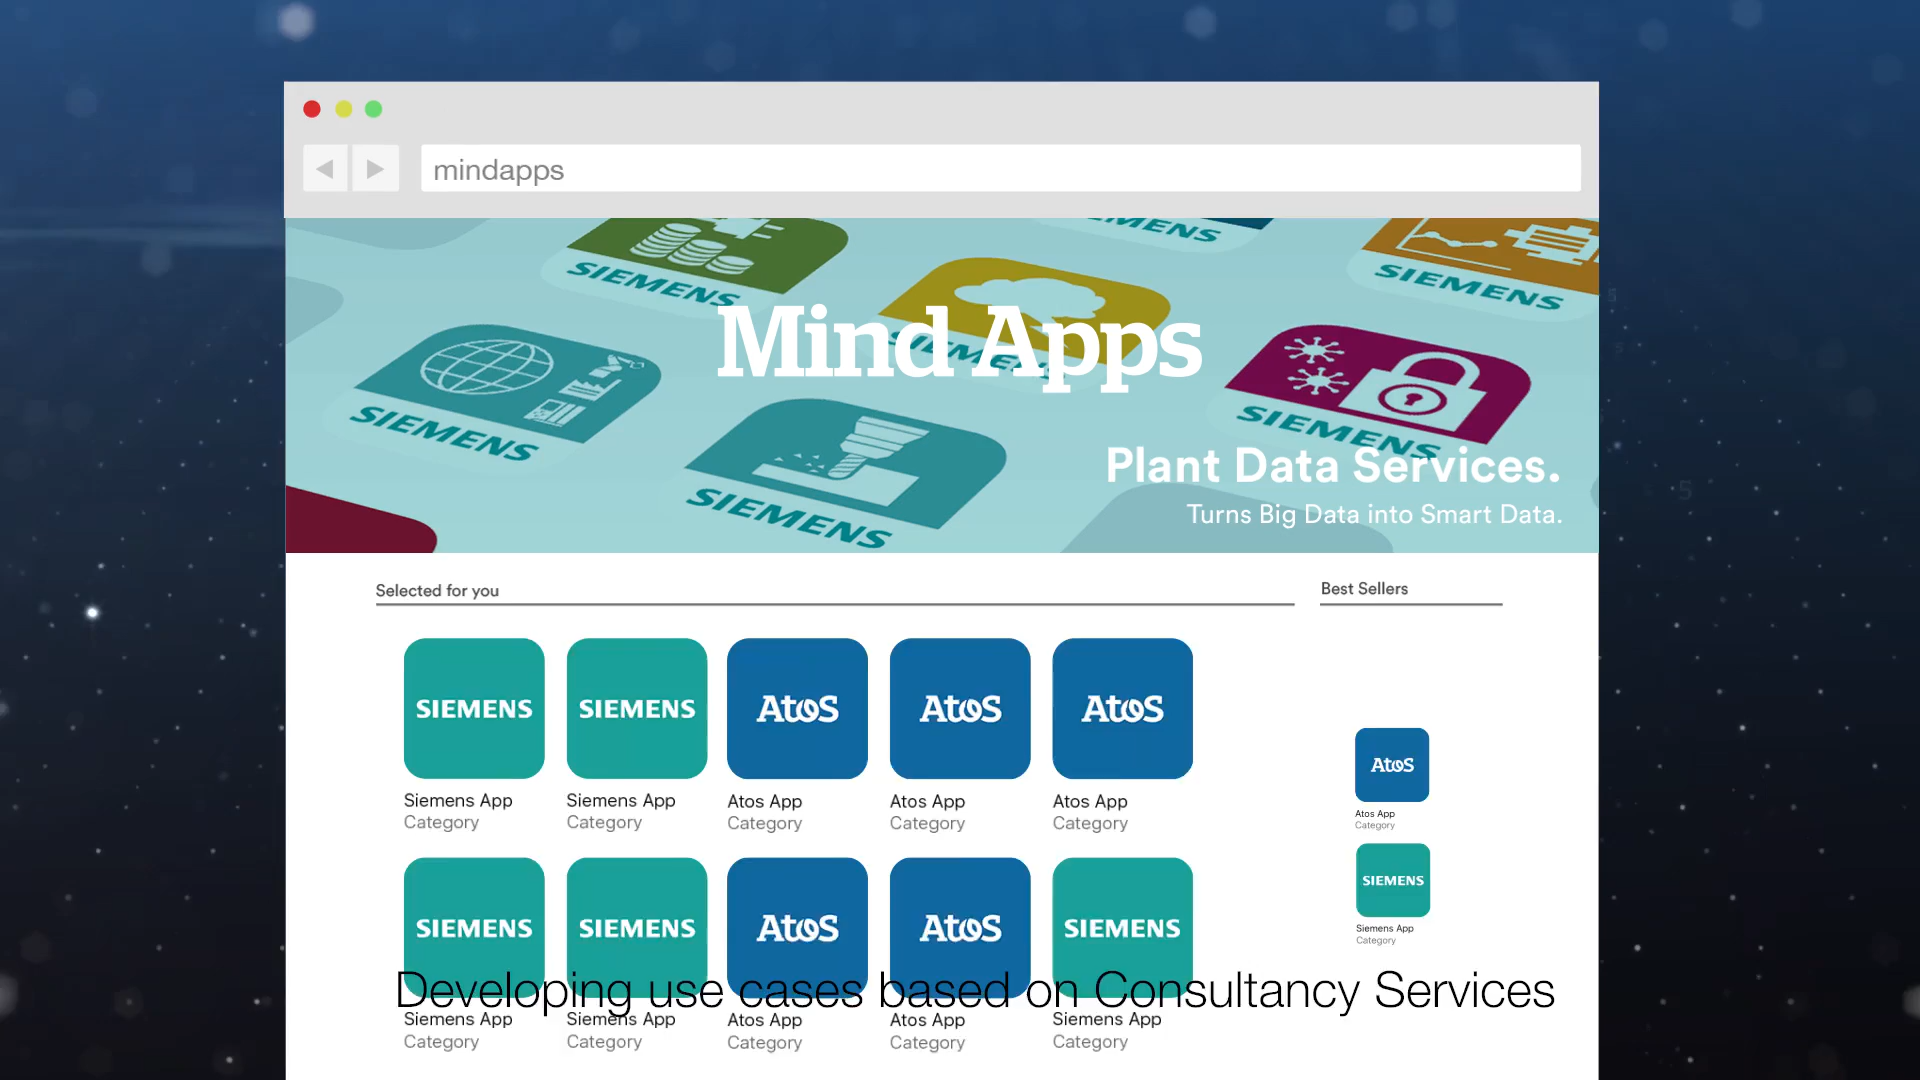 mindapps
SIEMENS
SIEMENS
SIEMENS
Mind Apps
SIEMENS
SIEMENS
SIEMENS
SIEMENS
Plant Data Services.
Turns Big Data into Smart Data.
Selected for you
Best Sellers
SIEMENS SIEMENS Atos Atos Atos
Siemens App Siemens App Atos App Atos App Atos App
Category Category Category Category Category
Atos
Atos App
Category
SIEMENS
Siemens App
Category
SIEMENS SIEMENS Atos Atos SIEMENS
Developing use cases based on Consultancy Services
Siemens App Siemens App Atos App Atos App Siemens App
Category Category Category Category Category